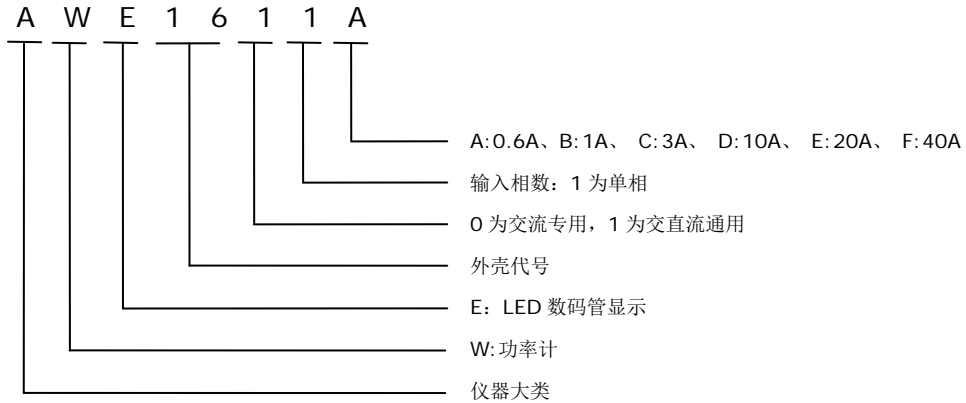 A W E 1 6 1 1 A
A:0.6A、B:1A、 C:3A、 D:10A、 E:20A、 F:40A
输入相数：1 为单相
0 为交流专用，1 为交直流通用
外壳代号
E：LED 数码管显示
W:功率计
仪器大类